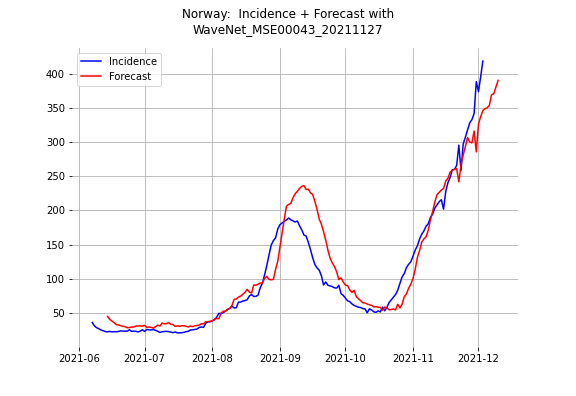 Norway:  Incidence + Forecast with
WaveNet_MSE00043_20211127
Incidence
Forecast
400
350
300
250
200
150
100
50
2021-06 2021-07 2021-08 2021-09 2021-10 2021-11 2021-12